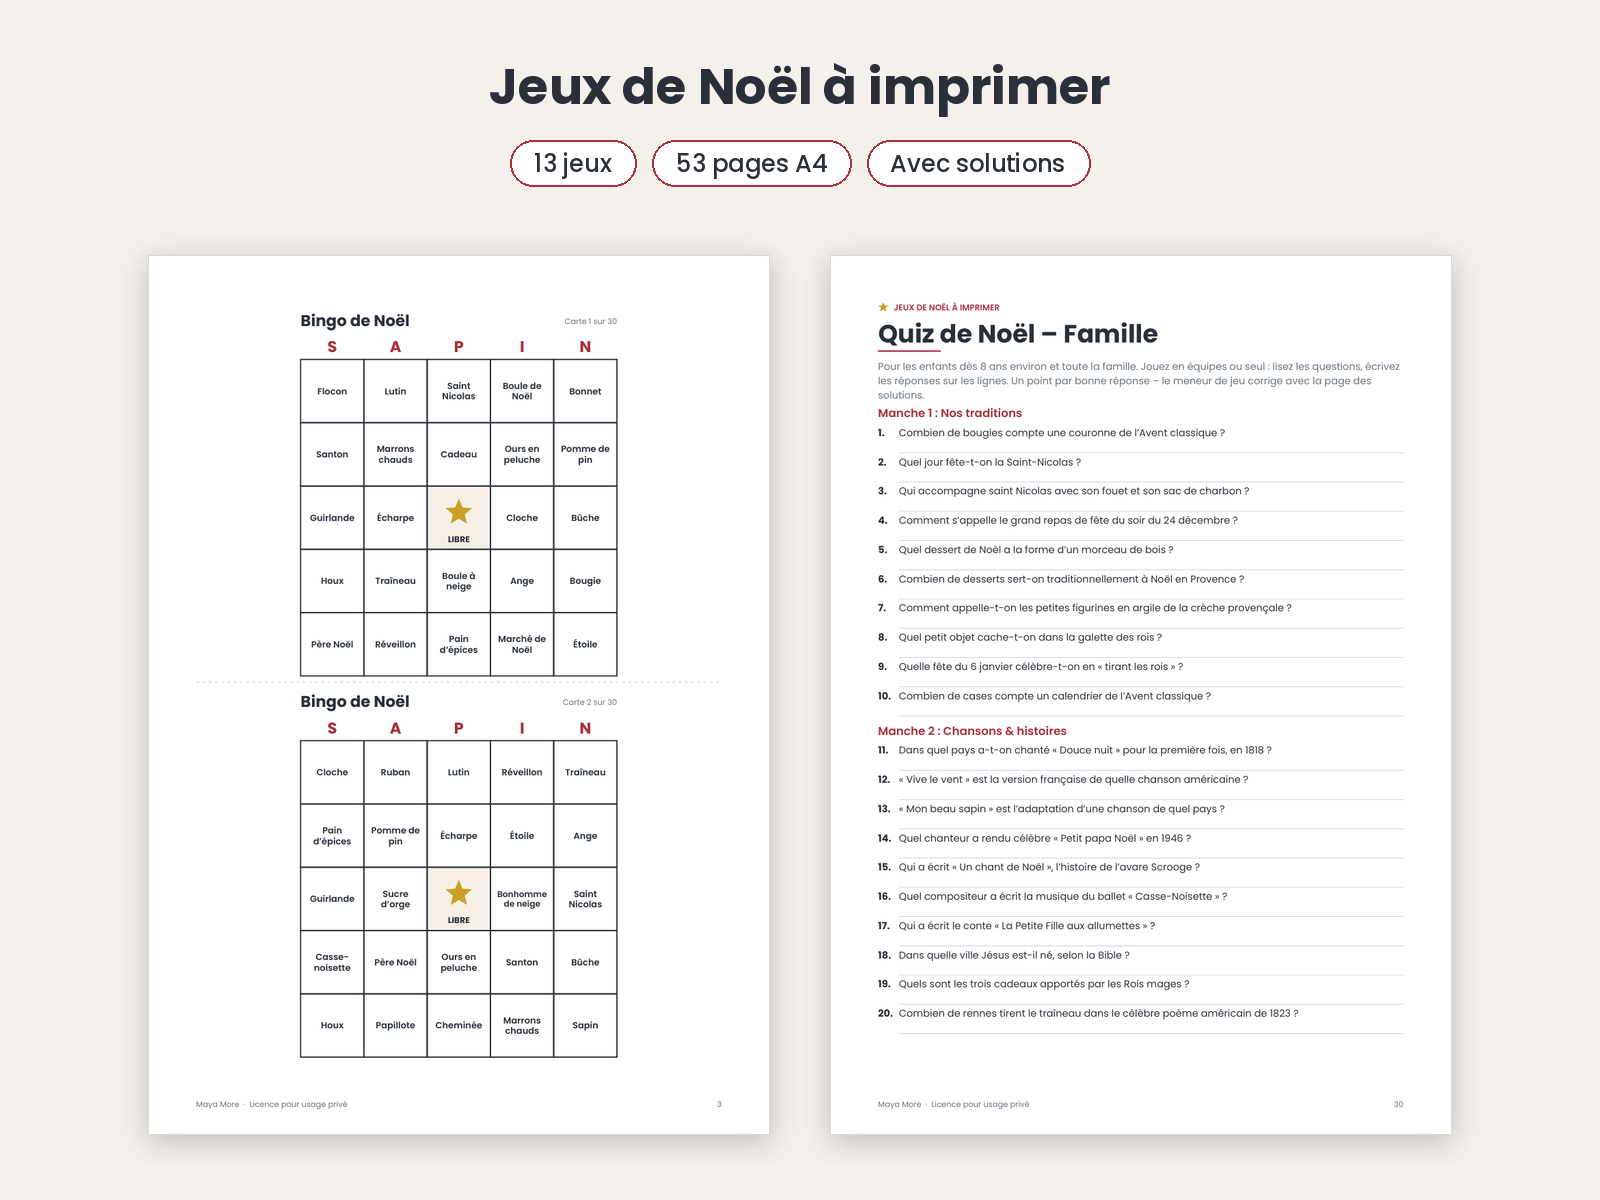 Jeux de Noël à imprimer
13 jeux
53 pages A4
Avec solutions
Bingo de Noël
Carte 1 sur 30
S A P I N
Flocon
Lutin
Saint
Nicolas
Boule de
Noël
Bonnet
Santon
Marrons
chauds
Cadeau
Ours en
peluche
Pomme de
pin
Guirlande
Écharpe
LIBRE
Cloche
Bûche
Houx
Traîneau
Boule à
neige
Ange
Bougie
Père Noël
Réveillon
Pain
d’épices
Marché de
Noël
Étoile
Bingo de Noël
Carte 2 sur 30
S A P I N
Cloche
Ruban
Lutin
Réveillon
Traîneau
Pain
d’épices
Pomme de
pin
Écharpe
Étoile
Ange
Guirlande
Sucre
d’orge
LIBRE
Bonhomme
de neige
Saint
Nicolas
Casse-
noisette
Père Noël
Ours en
peluche
Santon
Bûche
Houx
Papillote
Cheminée
Marrons
chauds
Sapin
Maya More · Licence pour usage privé
3
JEUX DE NOËL À IMPRIMER
Quiz de Noël – Famille
Pour les enfants dès 8 ans environ et toute la famille. Jouez en équipes ou seul : lisez les questions, écrivez
les réponses sur les lignes. Un point par bonne réponse – le meneur de jeu corrige avec la page des
solutions.
Manche 1 : Nos traditions
1. Combien de bougies compte une couronne de l’Avent classique ?
2. Quel jour fête-t-on la Saint-Nicolas ?
3. Qui accompagne saint Nicolas avec son fouet et son sac de charbon ?
4. Comment s’appelle le grand repas de fête du soir du 24 décembre ?
5. Quel dessert de Noël a la forme d’un morceau de bois ?
6. Combien de desserts sert-on traditionnellement à Noël en Provence ?
7. Comment appelle-t-on les petites figurines en argile de la crèche provençale ?
8. Quel petit objet cache-t-on dans la galette des rois ?
9. Quelle fête du 6 janvier célèbre-t-on en « tirant les rois » ?
10. Combien de cases compte un calendrier de l’Avent classique ?
Manche 2 : Chansons & histoires
11. Dans quel pays a-t-on chanté « Douce nuit » pour la première fois, en 1818 ?
12. « Vive le vent » est la version française de quelle chanson américaine ?
13. « Mon beau sapin » est l’adaptation d’une chanson de quel pays ?
14. Quel chanteur a rendu célèbre « Petit papa Noël » en 1946 ?
15. Qui a écrit « Un chant de Noël », l’histoire de l’avare Scrooge ?
16. Quel compositeur a écrit la musique du ballet « Casse-Noisette » ?
17. Qui a écrit le conte « La Petite Fille aux allumettes » ?
18. Dans quelle ville Jésus est-il né, selon la Bible ?
19. Quels sont les trois cadeaux apportés par les Rois mages ?
20. Combien de rennes tirent le traîneau dans le célèbre poème américain de 1823 ?
Maya More · Licence pour usage privé
30